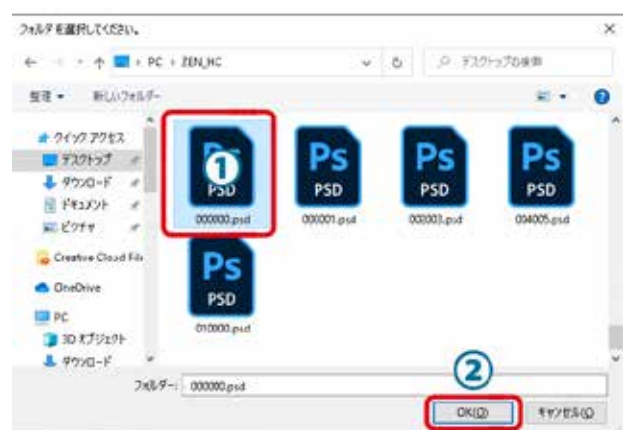 フォルダを選択してください。
PC › ZEN_HC
デスクトップの検索
整理 新しいフォルダー
クイック アクセス
デスクトップ
ダウンロード
ドキュメント
ピクチャ
Creative Cloud File
OneDrive
PC
3D オブジェクト
ダウンロード
①
Ps
PSD
000000.psd
Ps
PSD
000001.psd
Ps
PSD
002003.psd
Ps
PSD
004005.psd
Ps
PSD
010000.psd
フォルダー: 000000.psd
②
OK(O) キャンセル(C)